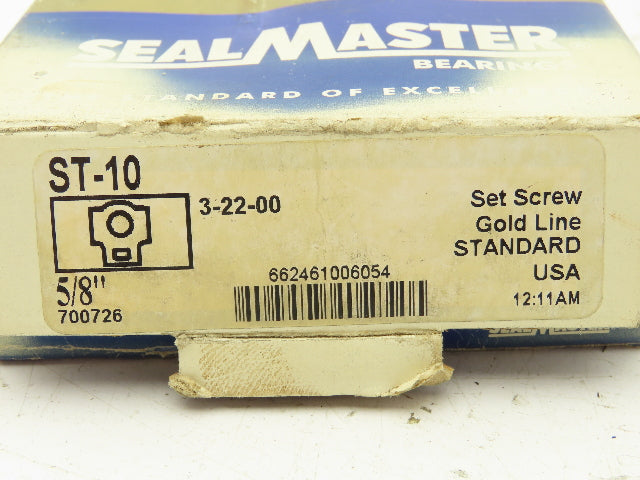 SEALMASTER
BEARING
STANDARD OF
ST-10
3-22-00
5/8"
700726
662461006054
Set Screw
Gold Line
STANDARD
USA
12:11AM